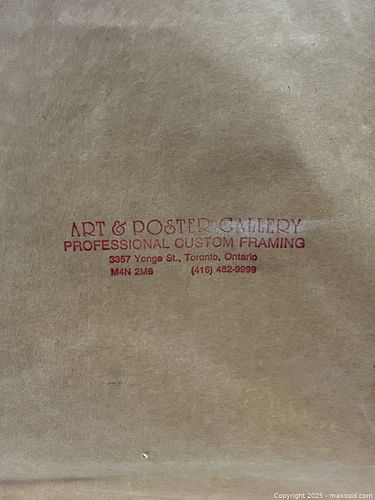 ART & POSTER GALLERY
PROFESSIONAL CUSTOM FRAMING
3357 Yonge St., Toronto, Ontario
M4N 2M6 (416) 482-9999
Copyright 2025 - maxsold.com